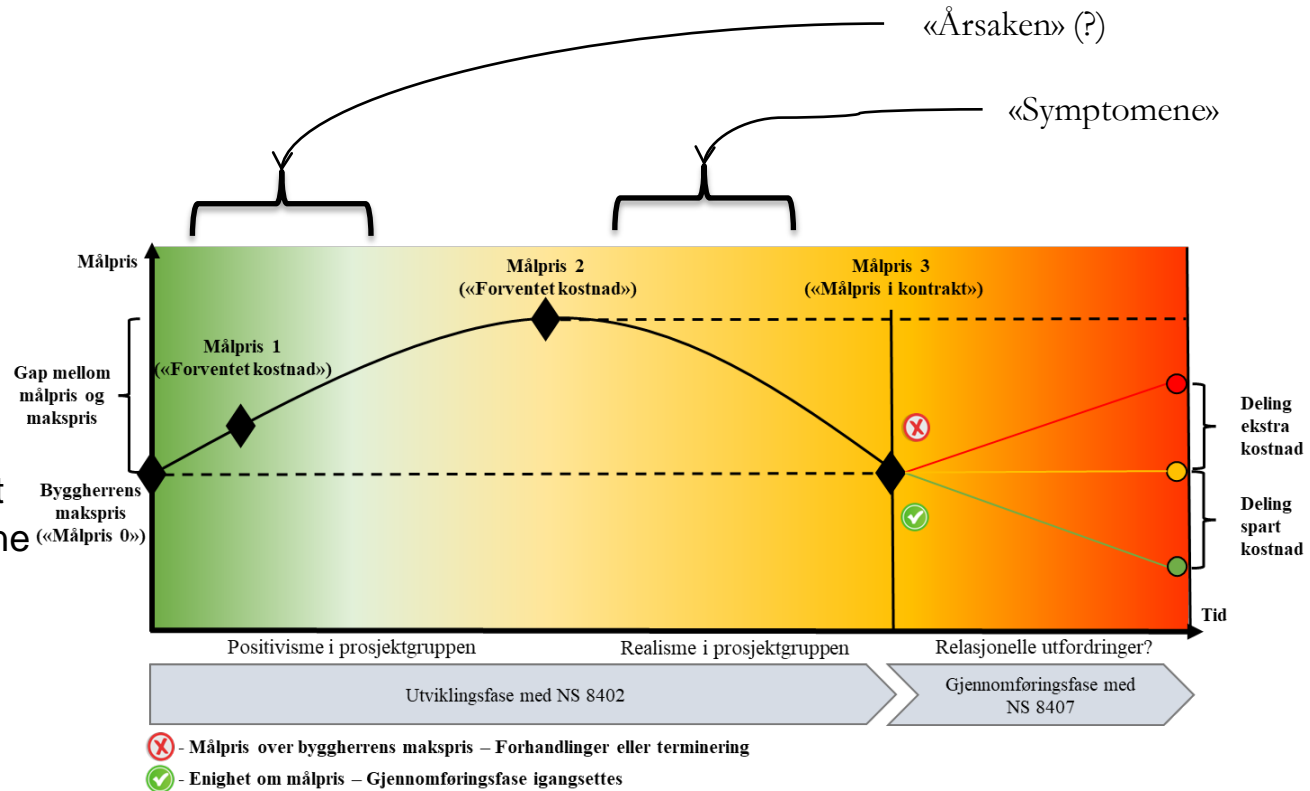 «Årsaken» (?)
«Symptomene»
Målpris
Målpris 2
(«Forventet kostnad»)
Målpris 3
(«Målpris i kontrakt»)
Målpris 1
(«Forventet kostnad»)
Gap mellom
målpris og
makspris
Deling
ekstra
kostnad
t
Byggherrens
makspris
ne
(«Målpris 0»)
Deling
spart
kostnad
Tid
Positivisme i prosjektgruppen
Realisme i prosjektgruppen
Relasjonelle utfordringer?
Utviklingsfase med NS 8402
Gjennomføringsfase med
NS 8407
- Målpris over byggherrens makspris – Forhandlinger eller terminering
- Enighet om målpris – Gjennomføringsfase igangsettes